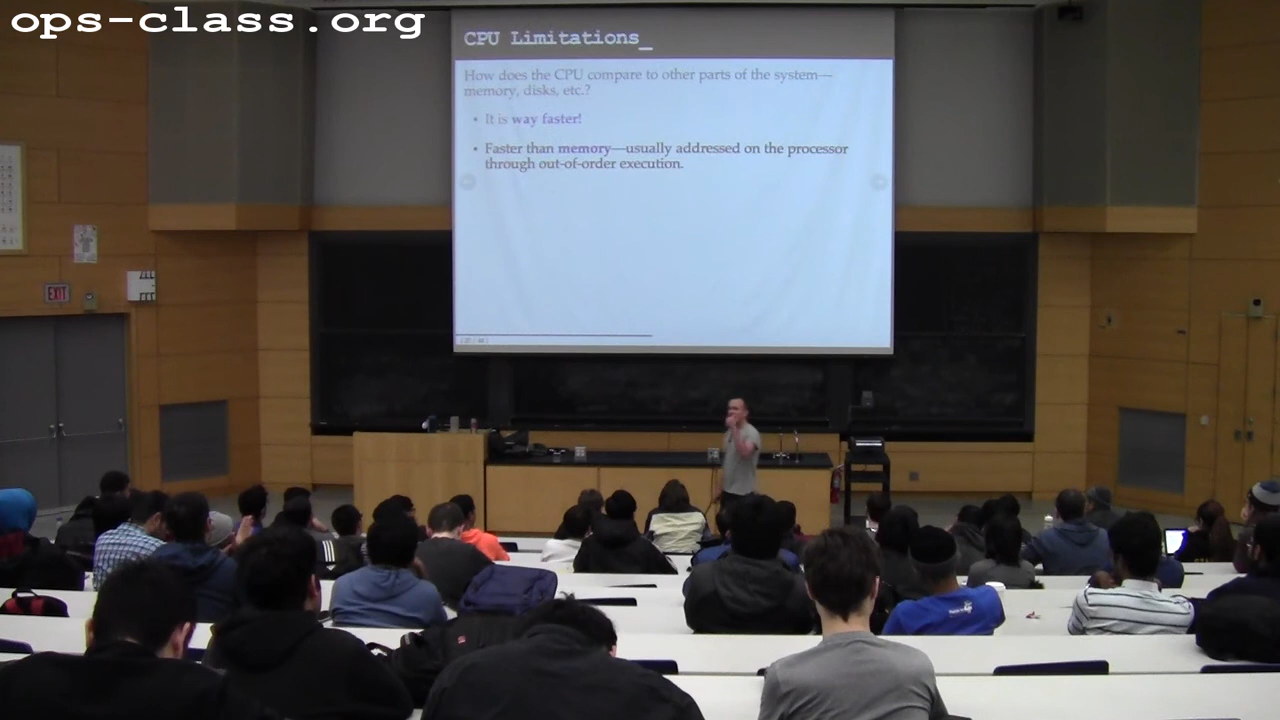 ops-class.org
CPU Limitations_
How does the CPU compare to other parts of the system—
memory, disks, etc.?
• It is way faster!
• Faster than memory—usually addressed on the processor
through out-of-order execution.
EXIT